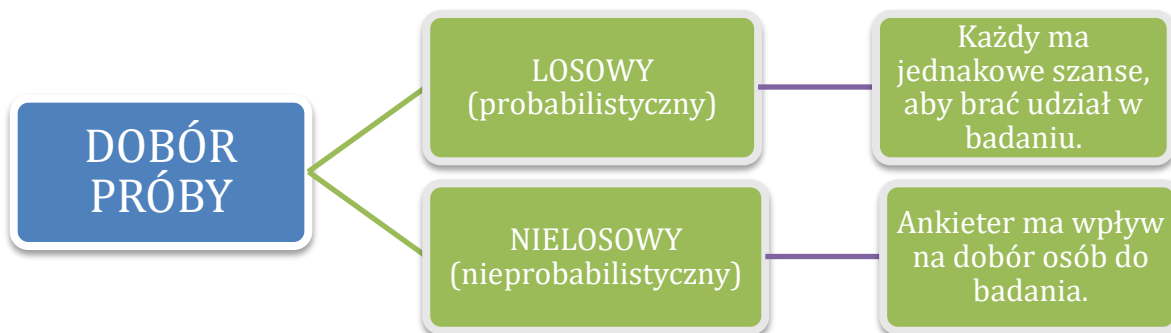 DOBÓR
PRÓBY
LOSOWY
(probabilistyczny)
Każdy ma
jednakowe szanse,
aby brać udział w
badaniu.
NIELOSOWY
(nieprobabilistyczny)
Ankieter ma wpływ
na dobór osób do
badania.